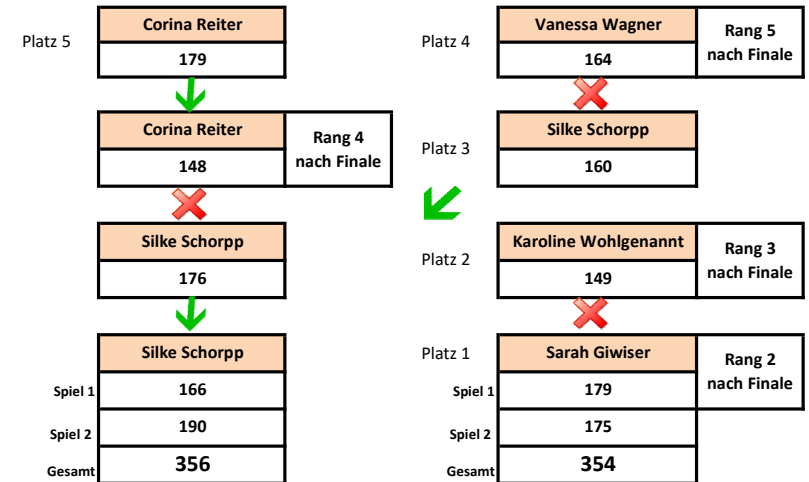 Platz 5
Corina Reiter
179
Platz 4
Vanessa Wagner
164
Rang 5
nach Finale
Corina Reiter
148
Rang 4
nach Finale
Platz 3
Silke Schorpp
160
Silke Schorpp
176
Platz 2
Karoline Wohlgenannt
149
Rang 3
nach Finale
Silke Schorpp
Spiel 1 166
Spiel 2 190
Gesamt 356
Platz 1
Sarah Giwiser
Rang 2
nach Finale
Spiel 1 179
Spiel 2 175
Gesamt 354